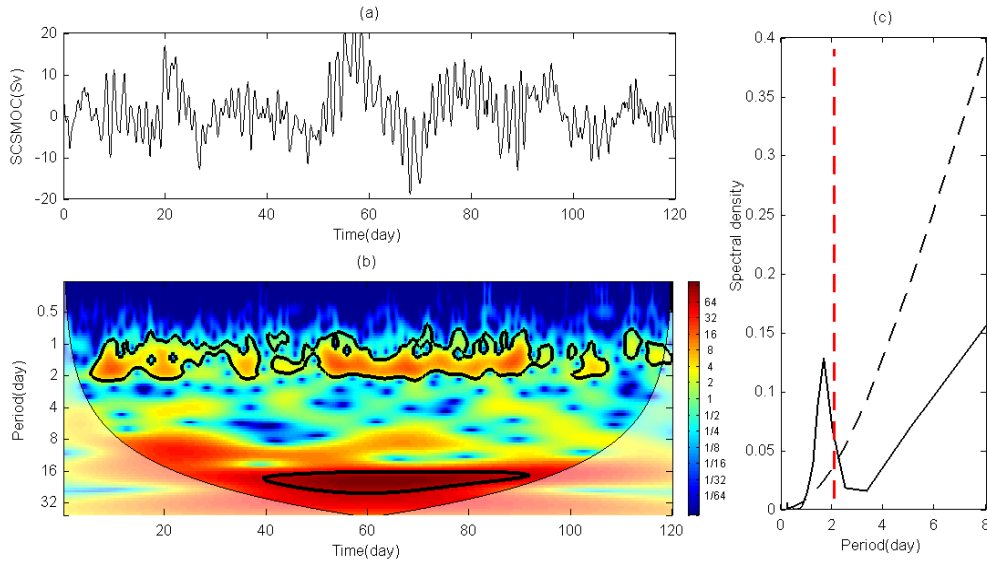 (a)
SCSMOC(Sv)
20
10
0
-10
-20
0 20 40 60 80 100 120
Time(day)
(b)
Period(day)
0.5
1
2
4
8
16
32
0 20 40 60 80 100 120
Time(day)
64
32
16
8
4
2
1
1/2
1/4
1/8
1/16
1/32
1/64
(c)
Spectral density
0.4
0.35
0.3
0.25
0.2
0.15
0.1
0.05
0
0 2 4 6 8
Period(day)